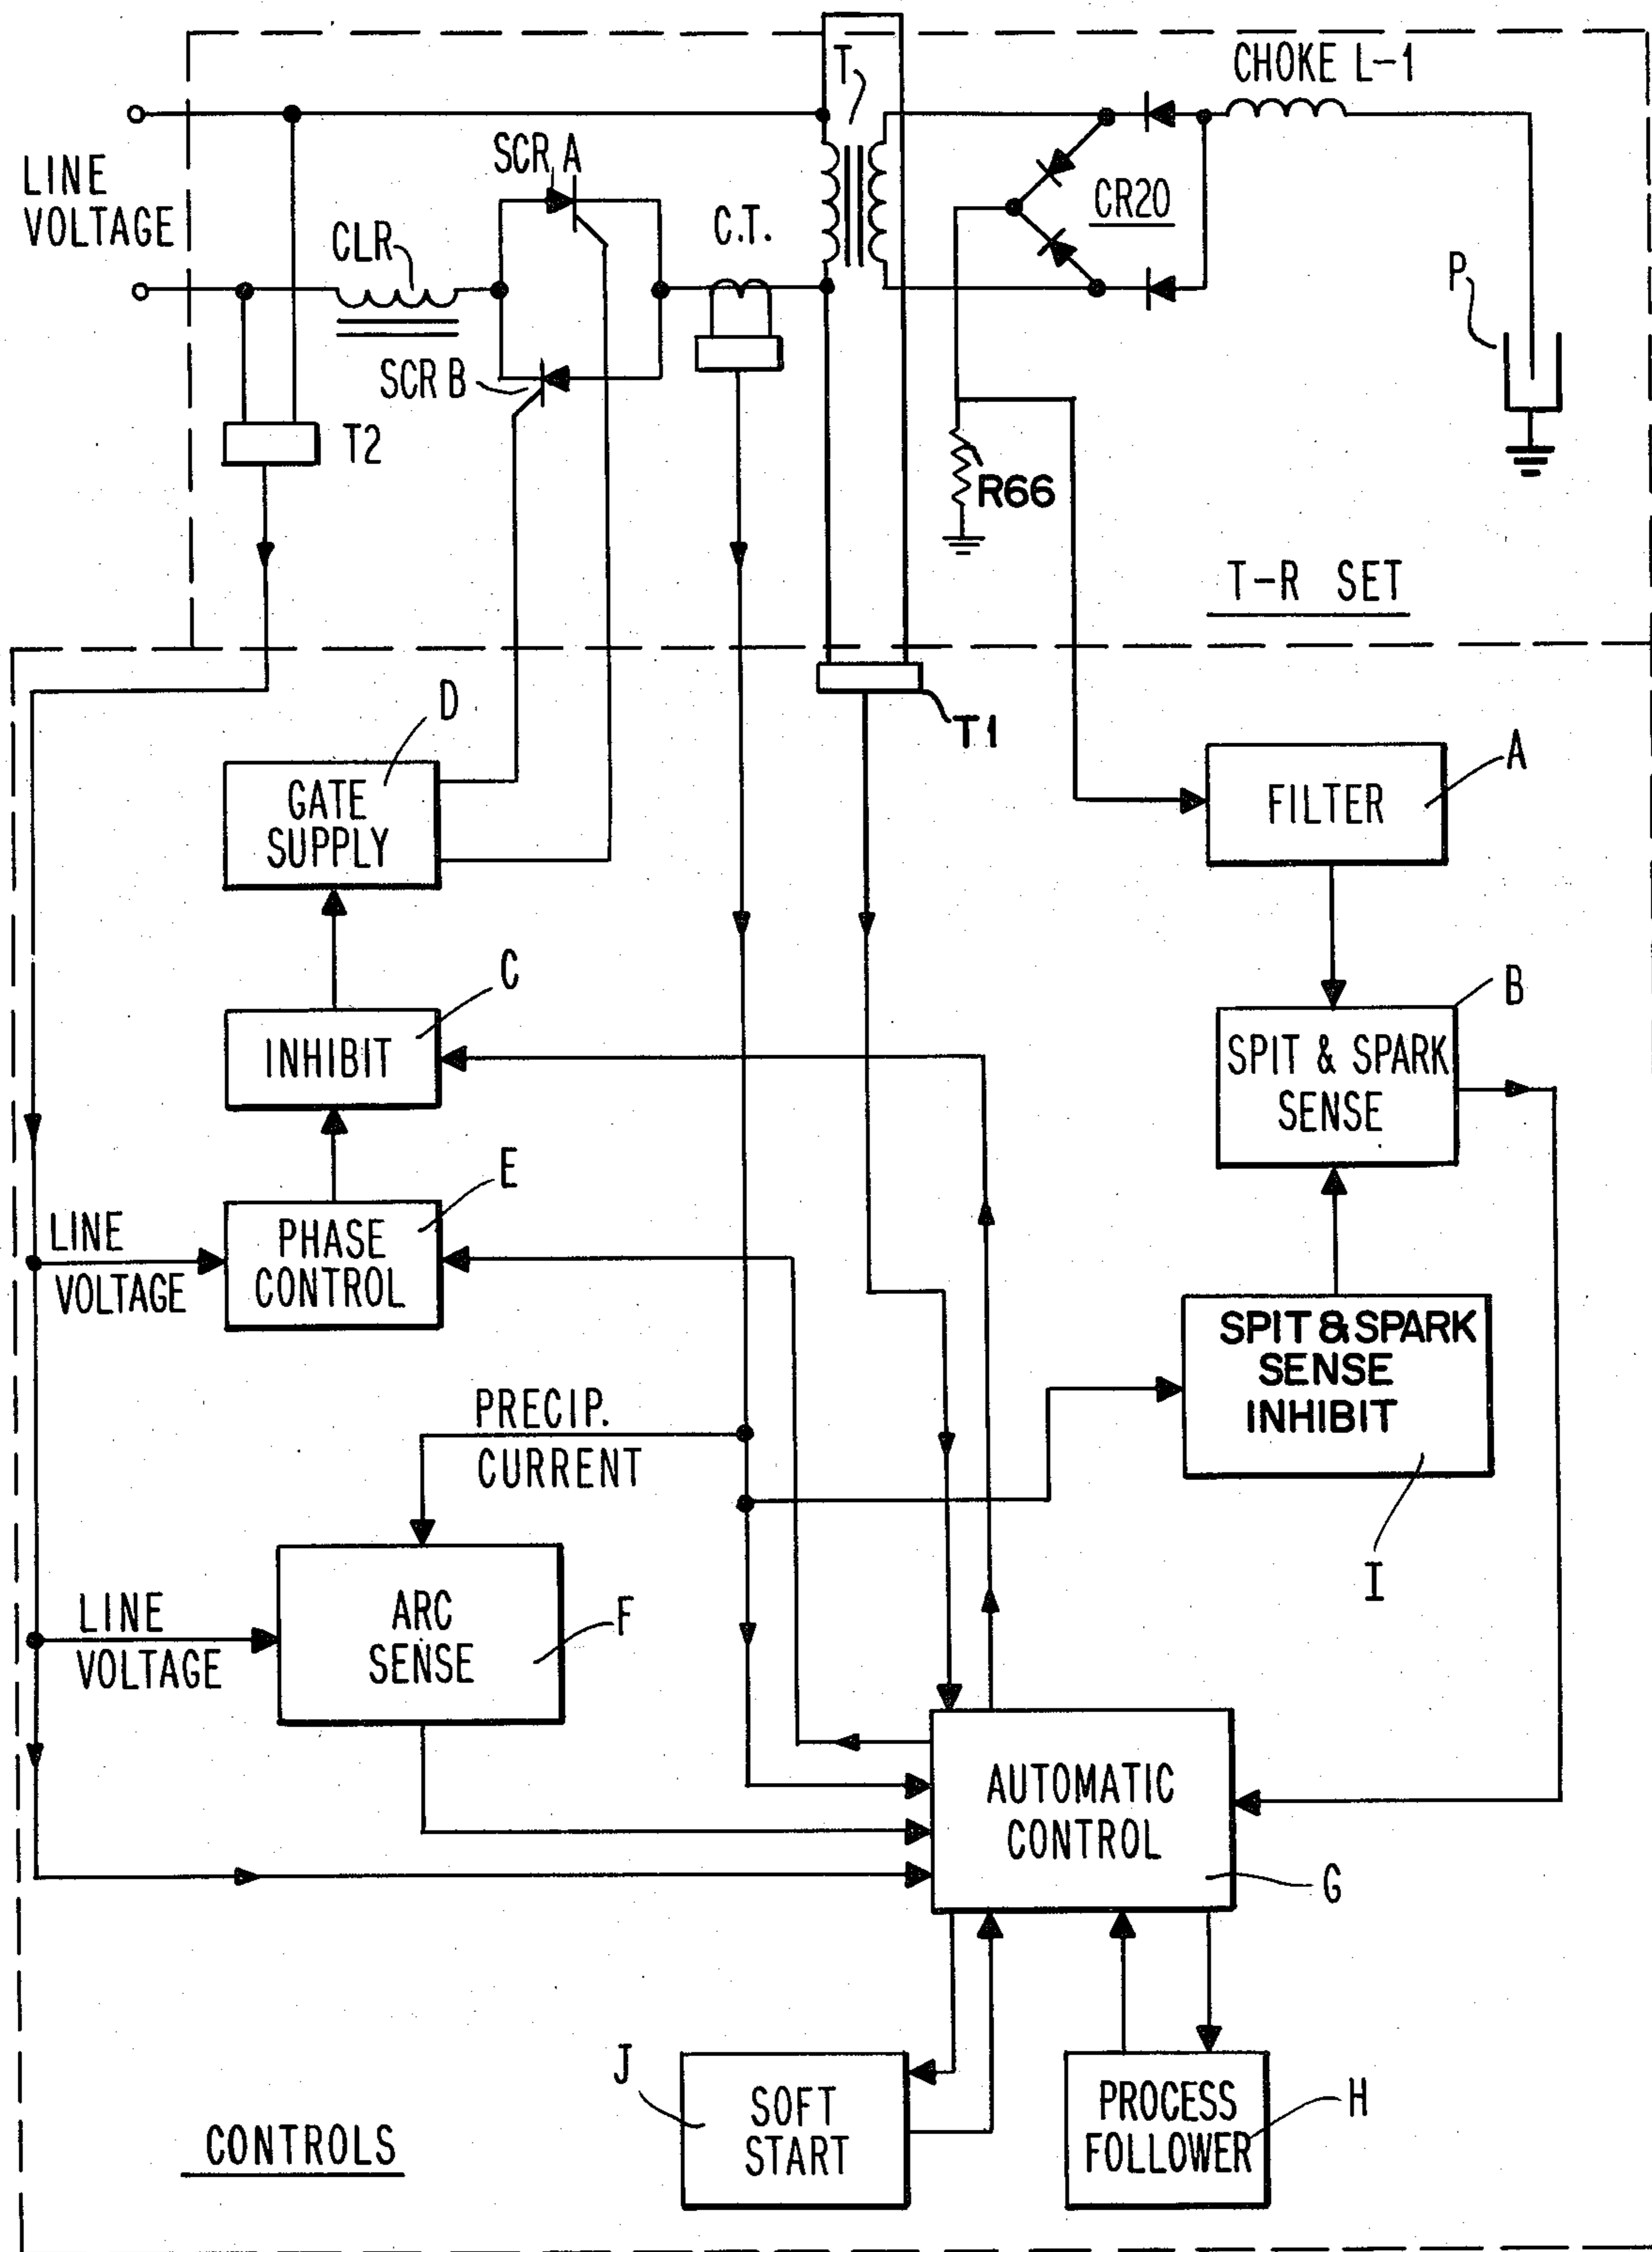 CHOKE L-1
T
SCR A
LINE
VOLTAGE
C.T.
CR20
CLR
P
SCR B
T2
R66
T-R SET
D
T1
A
GATE
SUPPLY
FILTER
C
B
INHIBIT
SPIT & SPARK
SENSE
E
LINE
VOLTAGE
PHASE
CONTROL
SPIT & SPARK
SENSE
INHIBIT
PRECIP.
CURRENT
I
LINE
VOLTAGE
ARC
SENSE
F
AUTOMATIC
CONTROL
G
J
SOFT
START
PROCESS
FOLLOWER
H
CONTROLS